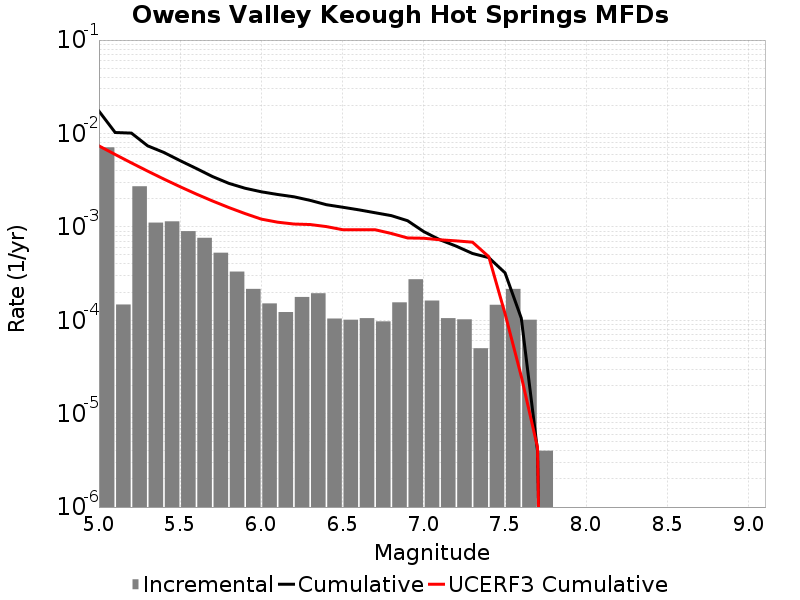 Owens Valley Keough Hot Springs MFDs
10^-1
10^-2
10^-3
10^-4
10^-5
10^-6
Rate (1/yr)
5.0 5.5 6.0 6.5 7.0 7.5 8.0 8.5 9.0
Magnitude
Incremental Cumulative UCERF3 Cumulative